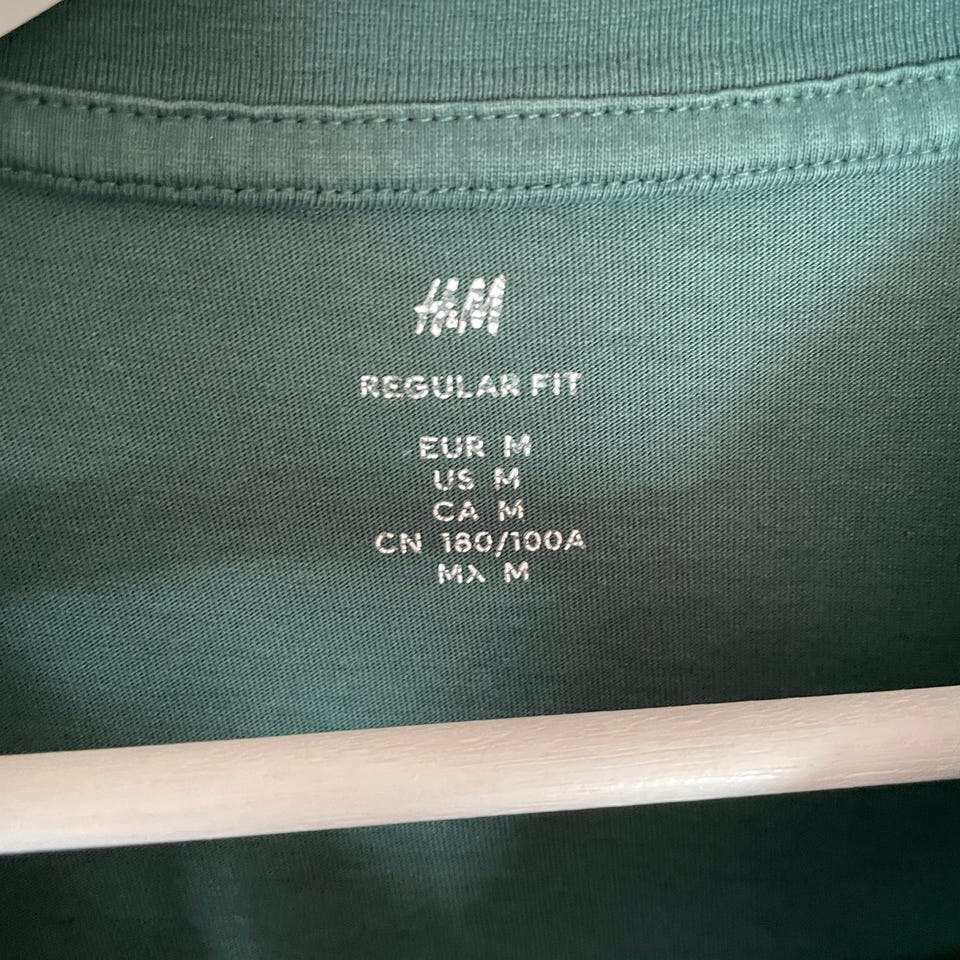 H&M
REGULAR FIT
EUR M
US M
CA M
CN 180/100A
MX M